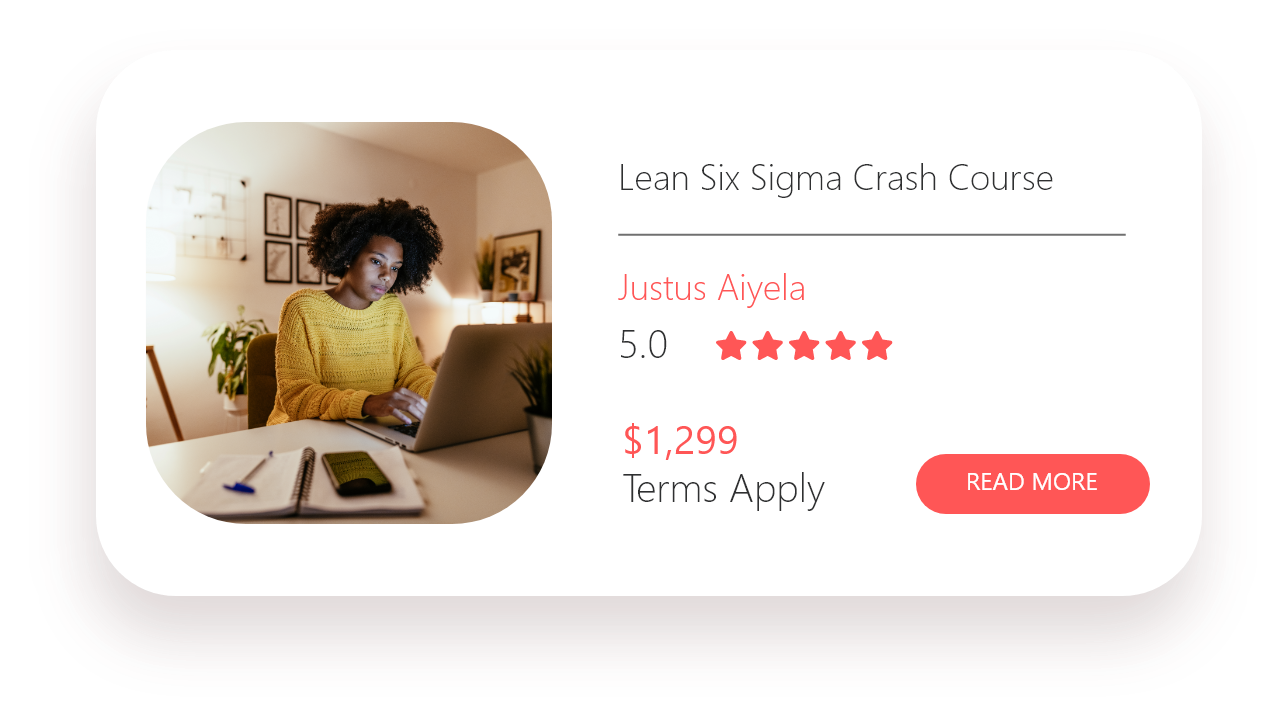 Lean Six Sigma Crash Course
Justus Aiyela
5.0
$1,299
Terms Apply
READ MORE